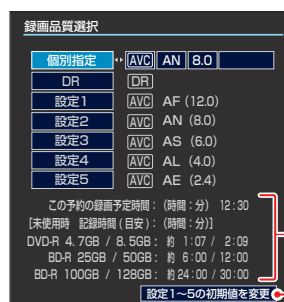 録画品質選択
個別指定 AVC AN 8.0
DR DR
設定1 AVC AF (12.0)
設定2 AVC AN (8.0)
設定3 AVC AS (6.0)
設定4 AVC AL (4.0)
設定5 AVC AE (2.4)
この予約の録画予定時間：(時間：分) 12：30
[未使用時 記録時間(目安)：(時間：分)]
DVD-R 4.7GB / 8.5GB： 約 1:07 / 2:09
BD-R 25GB / 50GB： 約 6:00 / 12:00
BD-R 100GB / 128GB： 約24:00 / 30:00
設定1～5の初期値を変更